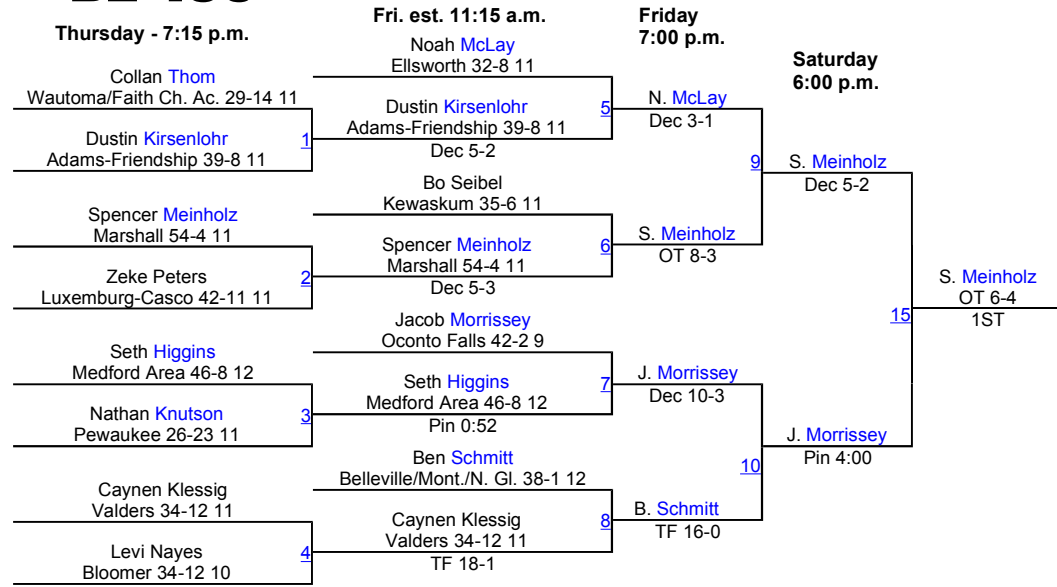 Thursday - 7:15 p.m.
Collan Thom
Wautoma/Faith Ch. Ac. 29-14 11
Dustin Kirsenlohr
Adams-Friendship 39-8 11
1
Spencer Meinholz
Marshall 54-4 11
Zeke Peters
Luxemburg-Casco 42-11 11
2
Seth Higgins
Medford Area 46-8 12
Nathan Knutson
Pewaukee 26-23 11
3
Caynen Klessig
Valders 34-12 11
Levi Nayes
Bloomer 34-12 10
4
Fri. est. 11:15 a.m.
Noah McLay
Ellsworth 32-8 11
Dustin Kirsenlohr
Adams-Friendship 39-8 11
Dec 5-2
5
Bo Seibel
Kewaskum 35-6 11
Spencer Meinholz
Marshall 54-4 11
Dec 5-3
6
Jacob Morrissey
Oconto Falls 42-2 9
Seth Higgins
Medford Area 46-8 12
Pin 0:52
7
Ben Schmitt
Belleville/Mont./N. Gl. 38-1 12
Caynen Klessig
Valders 34-12 11
TF 18-1
8
Friday
7:00 p.m.
N. McLay
Dec 3-1
S. Meinholz
OT 8-3
9
J. Morrissey
Dec 10-3
B. Schmitt
TF 16-0
10
Saturday
6:00 p.m.
S. Meinholz
Dec 5-2
J. Morrissey
Pin 4:00
15
S. Meinholz
OT 6-4
1ST